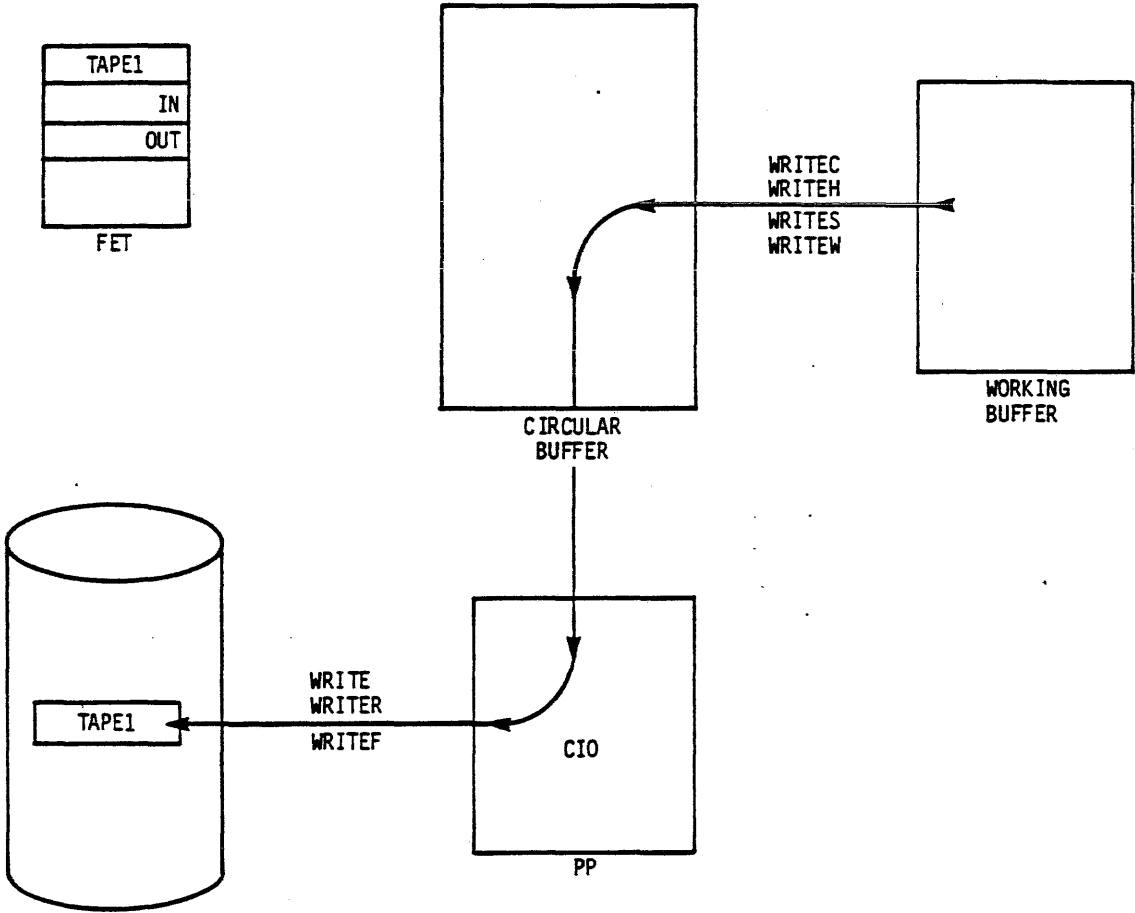 TAPE1
IN
OUT
FET
WRITEC
WRITEH
WRITES
WRITEW
WORKING
BUFFER
CIRCULAR
BUFFER
WRITE
WRITER
WRITEF
TAPE1
CIO
PP